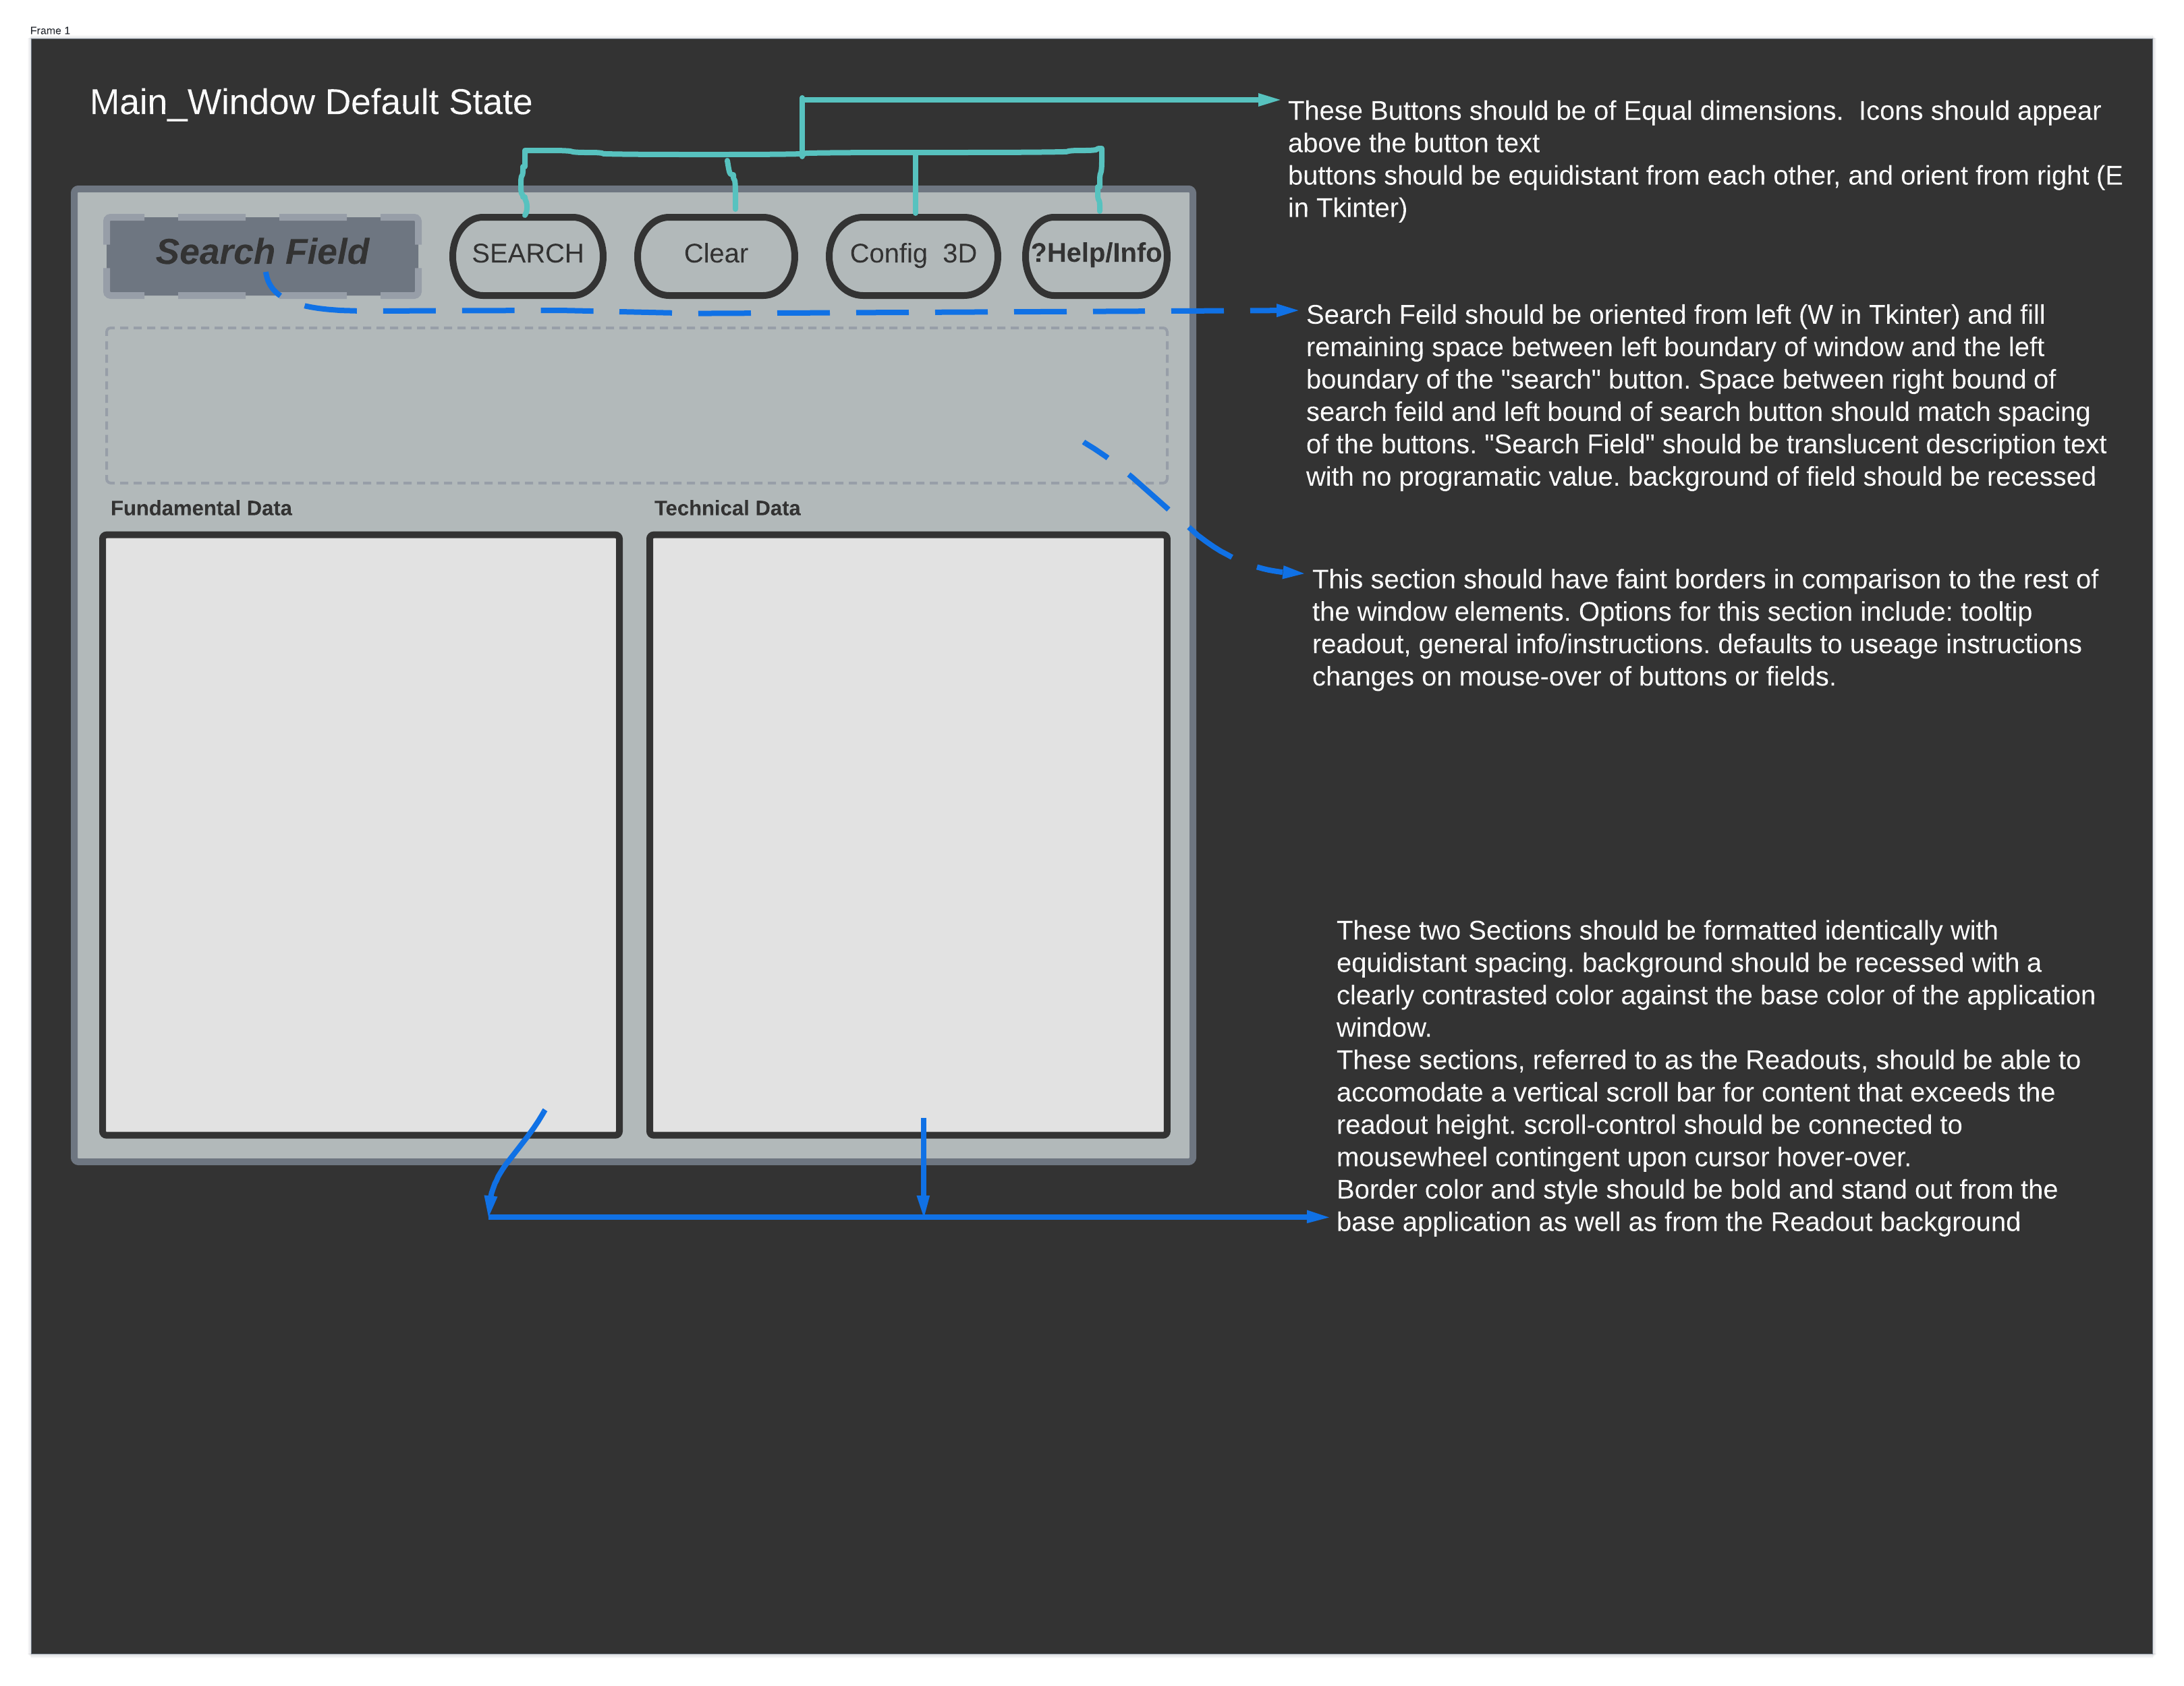 Frame 1
Main_Window Default State
These Buttons should be of Equal dimensions.  Icons should appear
above the button text
buttons should be equidistant from each other, and orient from right (E
in Tkinter)
Search Field
SEARCH
Clear
Config  3D
?Help/Info
Search Feild should be oriented from left (W in Tkinter) and fill
remaining space between left boundary of window and the left
boundary of the "search" button. Space between right bound of
search feild and left bound of search button should match spacing
of the buttons. "Search Field" should be translucent description text
with no programatic value. background of field should be recessed
Fundamental Data
Technical Data
This section should have faint borders in comparison to the rest of
the window elements. Options for this section include: tooltip
readout, general info/instructions. defaults to useage instructions
changes on mouse-over of buttons or fields.
These two Sections should be formatted identically with
equidistant spacing. background should be recessed with a
clearly contrasted color against the base color of the application
window.
These sections, referred to as the Readouts, should be able to
accomodate a vertical scroll bar for content that exceeds the
readout height. scroll-control should be connected to
mousewheel contingent upon cursor hover-over.
Border color and style should be bold and stand out from the
base application as well as from the Readout background